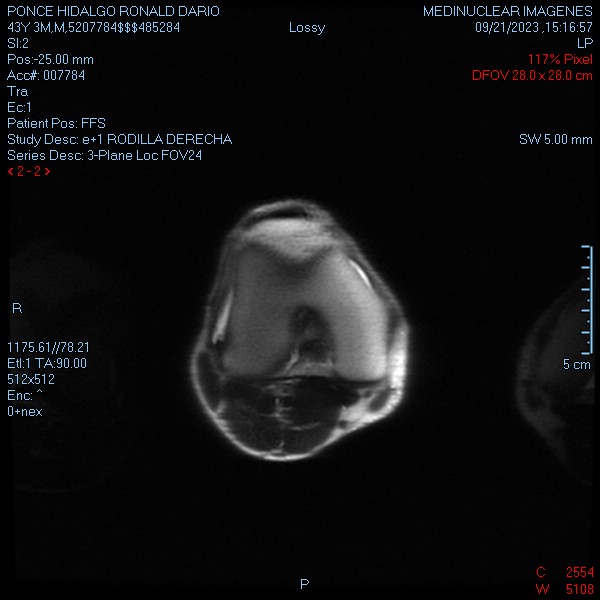 PONCE HIDALGO RONALD DARIO
43Y 3M,M,5207784$$$485284
Sl:2
Pos:-25.00 mm
Acc#: 007784
Tra
Ec:1
Patient Pos: FFS
Study Desc: e+1 RODILLA DERECHA
Series Desc: 3-Plane Loc FOV24
< 2 - 2 >
Lossy
MEDINUCLEAR IMAGENES
09/21/2023 ,15:16:57
LP
117% Pixel
DFOV 28.0 x 28.0 cm
SW 5.00 mm
R
1175.61//78.21
Etl:1 TA:90.00
512x512
Enc: ^
0+nex
5 cm
P
C 2554
W 5108